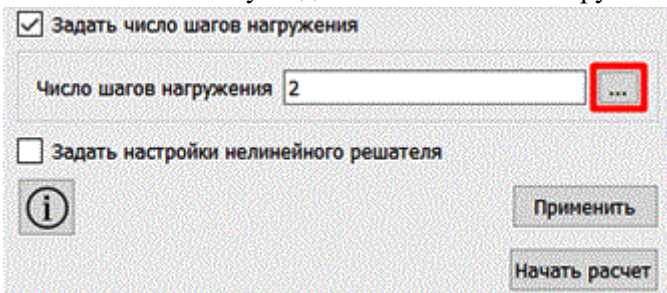 Задать число шагов нагружения
Число шагов нагружения 2 ...
Задать настройки нелинейного решателя
i
Применить
Начать расчет